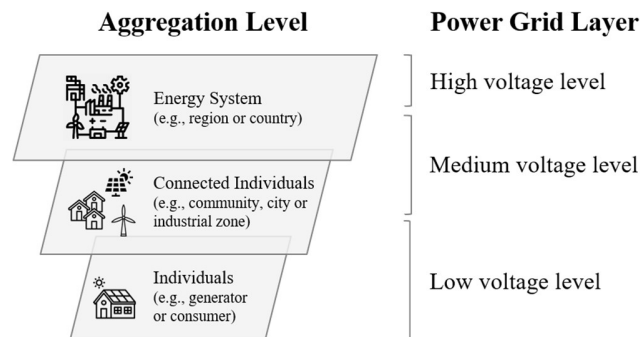 Aggregation Level
Power Grid Layer
Energy System
(e.g., region or country)
High voltage level
Connected Individuals
(e.g., community, city or
industrial zone)
Medium voltage level
Individuals
(e.g., generator
or consumer)
Low voltage level